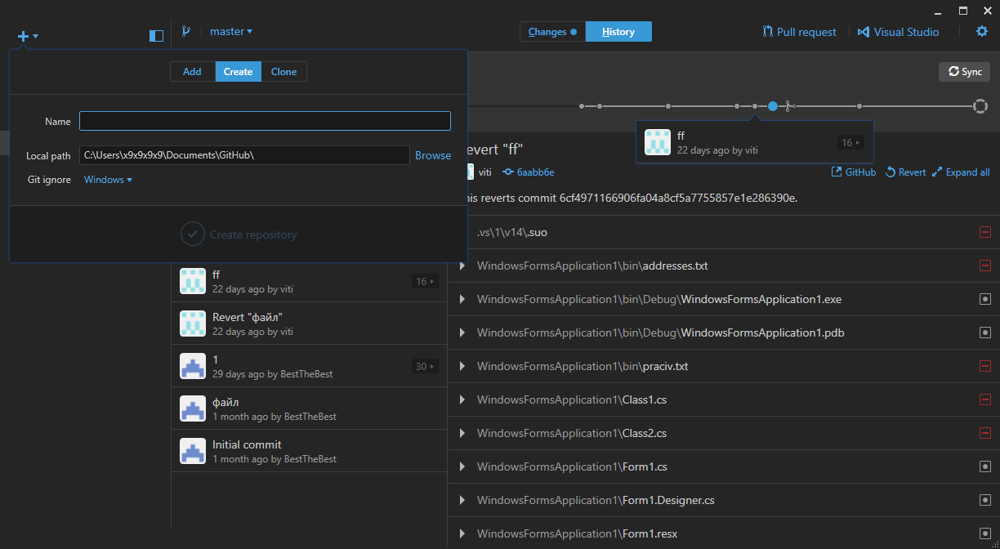 master
Changes
History
Pull request
Visual Studio
Add
Create
Clone
Sync
Name
Local path
C:\Users\x9x9x9x9\Documents\GitHub\
Browse
Git ignore
Windows
Create repository
ff
22 days ago by viti
16
evert "ff"
viti
6aabb6e
GitHub
Revert
Expand all
his reverts commit 6cf4971166906fa04a8cf5a7755857e1e286390e.
ff
22 days ago by viti
16
Revert "файл"
22 days ago by viti
1
29 days ago by BestTheBest
30
файл
1 month ago by BestTheBest
Initial commit
1 month ago by BestTheBest
.vs\1\v14\.suo
WindowsFormsApplication1\bin\addresses.txt
WindowsFormsApplication1\bin\Debug\WindowsFormsApplication1.exe
WindowsFormsApplication1\bin\Debug\WindowsFormsApplication1.pdb
WindowsFormsApplication1\bin\praciv.txt
WindowsFormsApplication1\Class1.cs
WindowsFormsApplication1\Class2.cs
WindowsFormsApplication1\Form1.cs
WindowsFormsApplication1\Form1.Designer.cs
WindowsFormsApplication1\Form1.resx